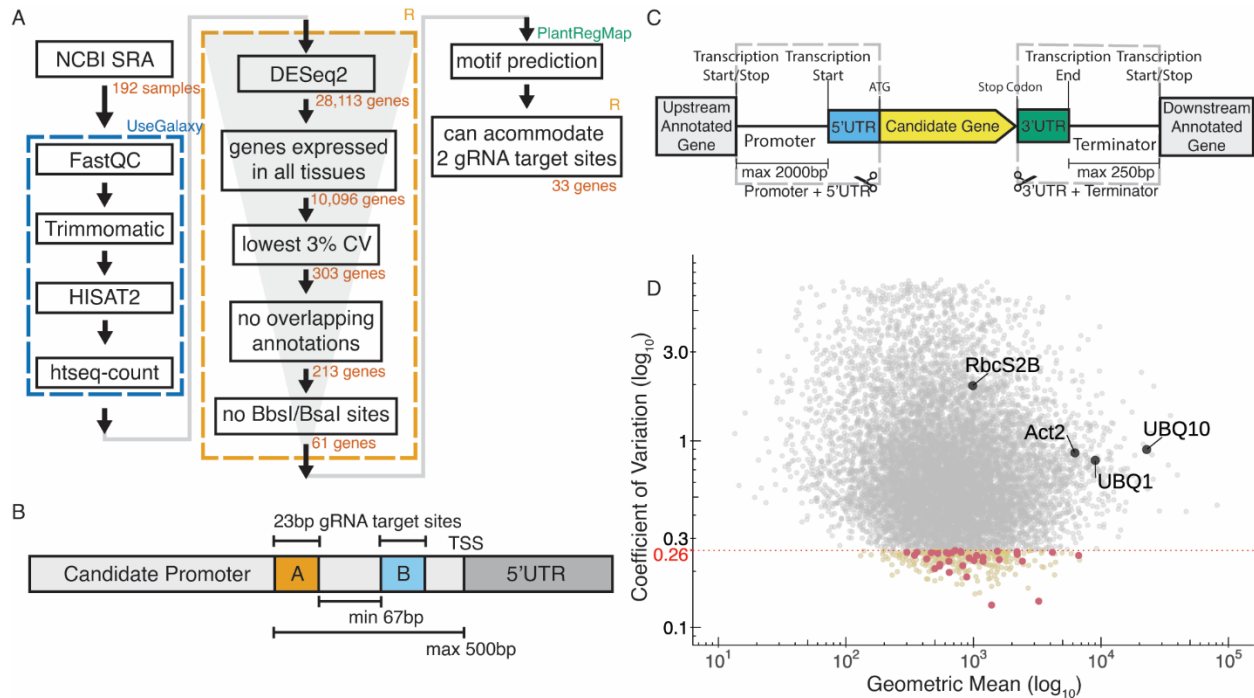 A
NCBI SRA
192 samples
UseGalaxy
FastQC
Trimmomatic
HISAT2
htseq-count
R
DESeq2
28,113 genes
genes expressed
in all tissues
10,096 genes
lowest 3% CV
303 genes
no overlapping
annotations
213 genes
no BbsI/BsaI sites
61 genes
PlantRegMap
motif prediction
R
can acommodate
2 gRNA target sites
33 genes
B
23bp gRNA target sites
TSS
Candidate Promoter
A
B
5'UTR
min 67bp
max 500bp
C
Transcription
Start/Stop
Transcription
Start
ATG
Stop Codon
Transcription
End
Transcription
Start/Stop
Upstream
Annotated
Gene
Promoter
5'UTR
Candidate Gene
3'UTR
Terminator
Downstream
Annotated
Gene
max 2000bp
Promoter + 5'UTR
max 250bp
3'UTR + Terminator
D
Coefficient of Variation (log10)
3.0
1
0.3
0.26
0.1
RbcS2B
Act2
UBQ10
UBQ1
10^1
10^2
10^3
10^4
10^5
Geometric Mean (log10)